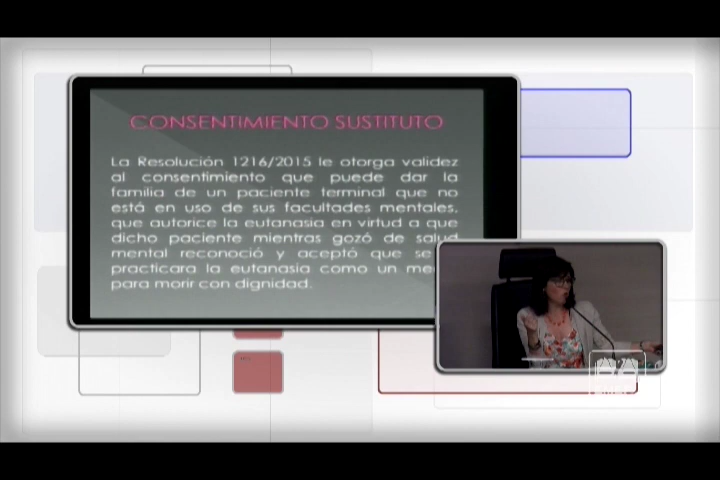 CONSENTIMIENTO SUSTITUTO
La Resolución 1216/2015 le otorga validez
al consentimiento que puede dar la
familia de un paciente terminal que no
está en uso de sus facultades mentales,
que autorice la eutanasia en virtud a que
dicho paciente mientras gozó de salud
mental reconoció y aceptó que se
practicara la eutanasia como un
para morir con dignidad.